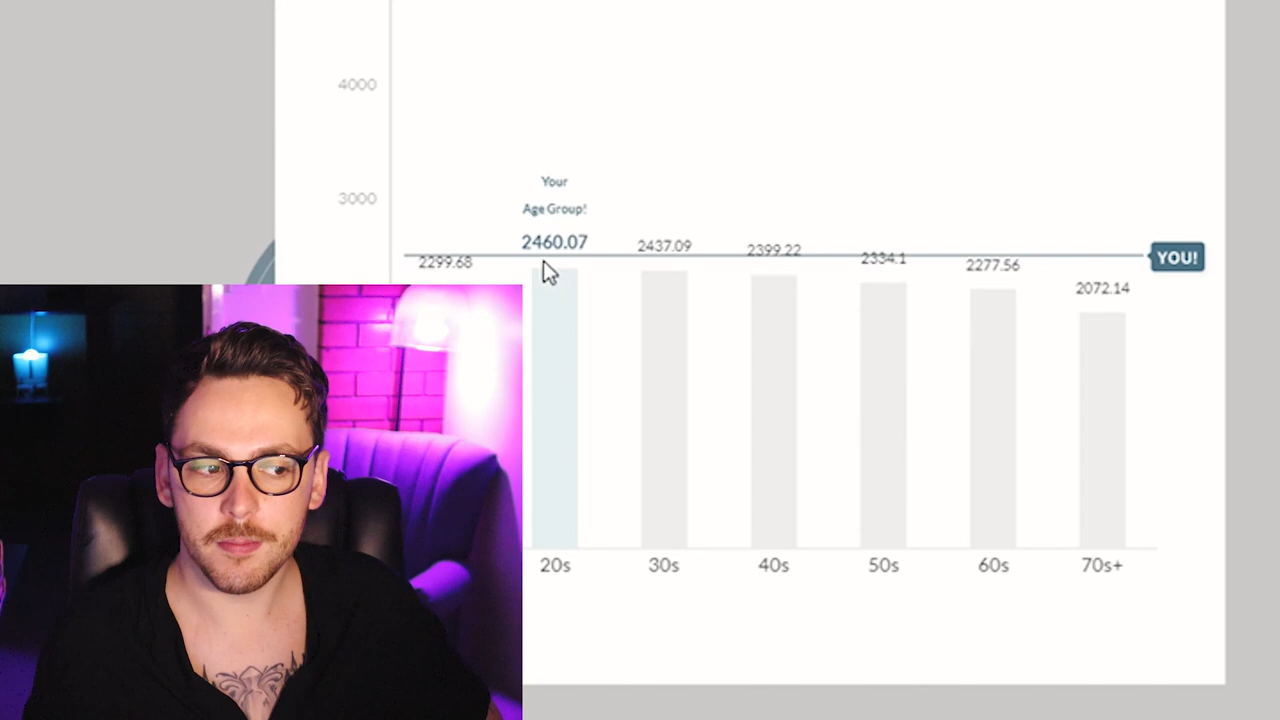 4000
3000
Your
Age Group!
2299.68
2460.07
2437.09
2399.22
2334.1
2277.56
2072.14
YOU!
20s
30s
40s
50s
60s
70s+